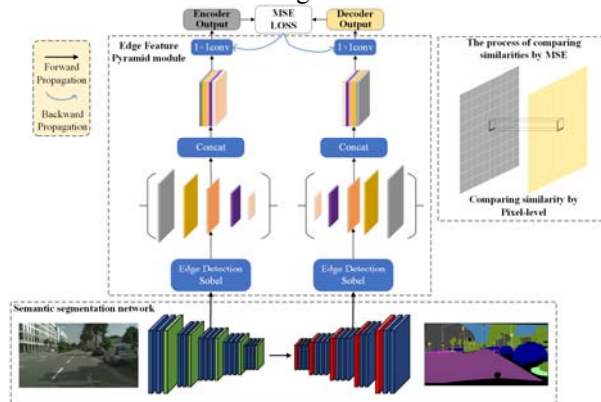 Encoder
Output
MSE
LOSS
Decoder
Output
Edge Feature
Pyramid module
1×1conv
1×1conv
Forward
Propagation
Backward
Propagation
Concat
Concat
Edge Detection
Sobel
Edge Detection
Sobel
The process of comparing
similarities by MSE
Comparing similarity by
Pixel-level
Semantic segmentation network